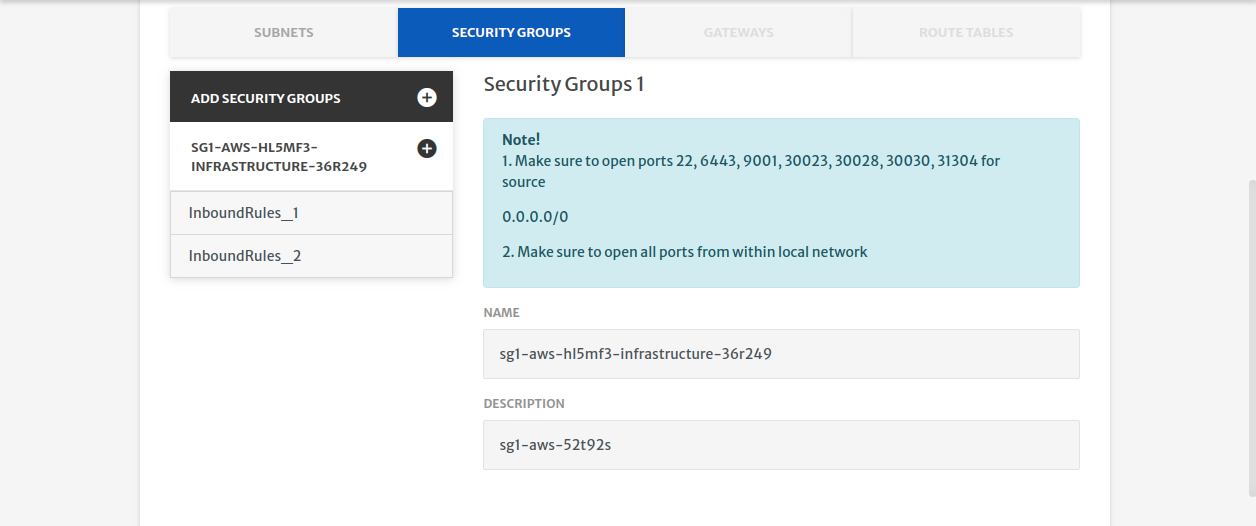 SUBNETS
SECURITY GROUPS
GATEWAYS
ROUTE TABLES
ADD SECURITY GROUPS
SG1-AWS-HL5MF3-
INFRASTRUCTURE-36R249
InboundRules_1
InboundRules_2
Security Groups 1
Note!
1. Make sure to open ports 22, 6443, 9001, 30023, 30028, 30030, 31304 for
source
0.0.0.0/0
2. Make sure to open all ports from within local network
NAME
sg1-aws-hl5mf3-infrastructure-36r249
DESCRIPTION
sg1-aws-52t92s